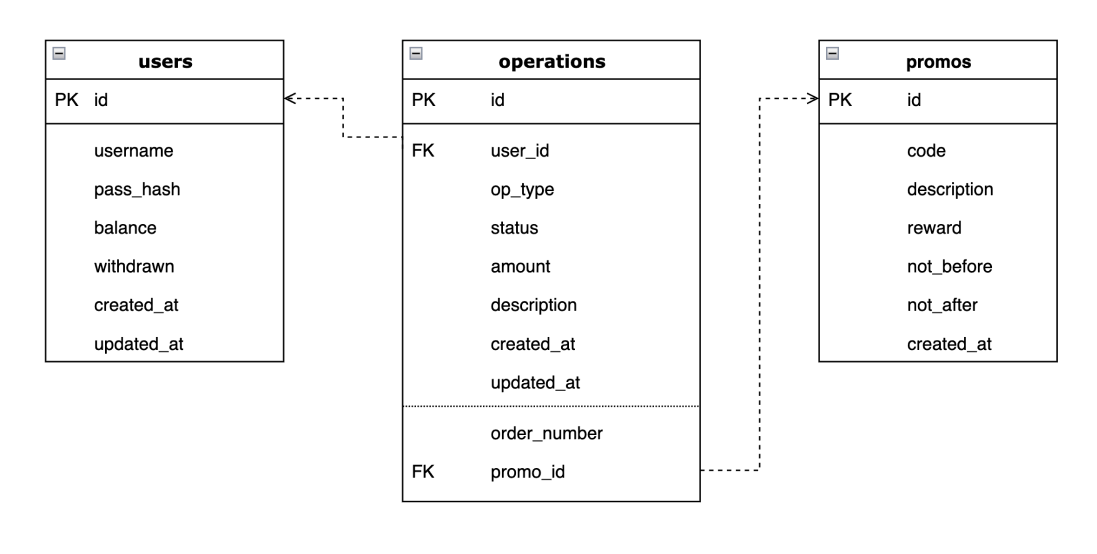 users
PK id
username
pass_hash
balance
withdrawn
created_at
updated_at
operations
PK id
FK user_id
op_type
status
amount
description
created_at
updated_at
order_number
FK promo_id
promos
PK id
code
description
reward
not_before
not_after
created_at